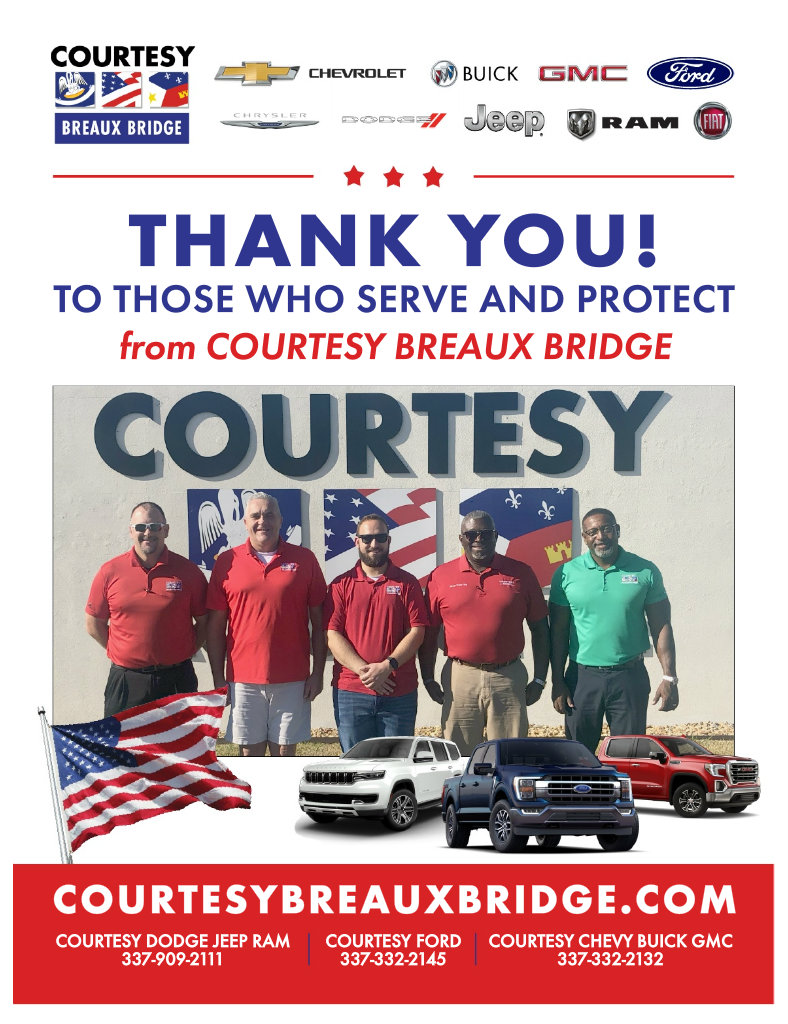 COURTESY
BREAUX BRIDGE
CHEVROLET
BUICK
GMC
Ford
CHRYSLER
DODGE
Jeep
RAM
FIAT
THANK YOU!
TO THOSE WHO SERVE AND PROTECT
from COURTESY BREAUX BRIDGE
COURTESY
COURTESYBREAUXBRIDGE.COM
COURTESY DODGE JEEP RAM
337-909-2111
COURTESY FORD
337-332-2145
COURTESY CHEVY BUICK GMC
337-332-2132